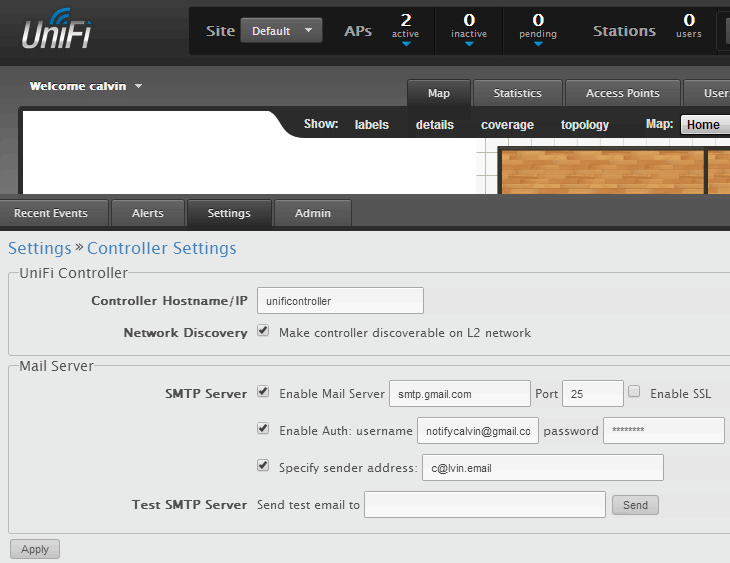 UniFi
Site Default APs 2 active 0 inactive 0 pending Stations 0 users
Welcome calvin
Map Statistics Access Points User
Show: labels details coverage topology Map: Home
Recent Events Alerts Settings Admin
Settings » Controller Settings
UniFi Controller
Controller Hostname/IP unificontroller
Network Discovery Make controller discoverable on L2 network
Mail Server
SMTP Server Enable Mail Server smtp.gmail.com Port 25 Enable SSL
Enable Auth: username notifycalvin@gmail.co password ********
Specify sender address: c@lvin.email
Test SMTP Server Send test email to Send
Apply